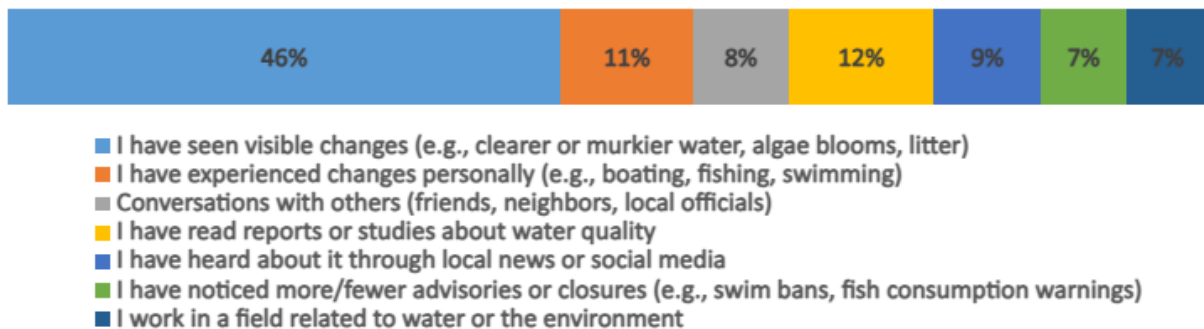 46% 11% 8% 12% 9% 7% 7%
I have seen visible changes (e.g., clearer or murkier water, algae blooms, litter)
I have experienced changes personally (e.g., boating, fishing, swimming)
Conversations with others (friends, neighbors, local officials)
I have read reports or studies about water quality
I have heard about it through local news or social media
I have noticed more/fewer advisories or closures (e.g., swim bans, fish consumption warnings)
I work in a field related to water or the environment